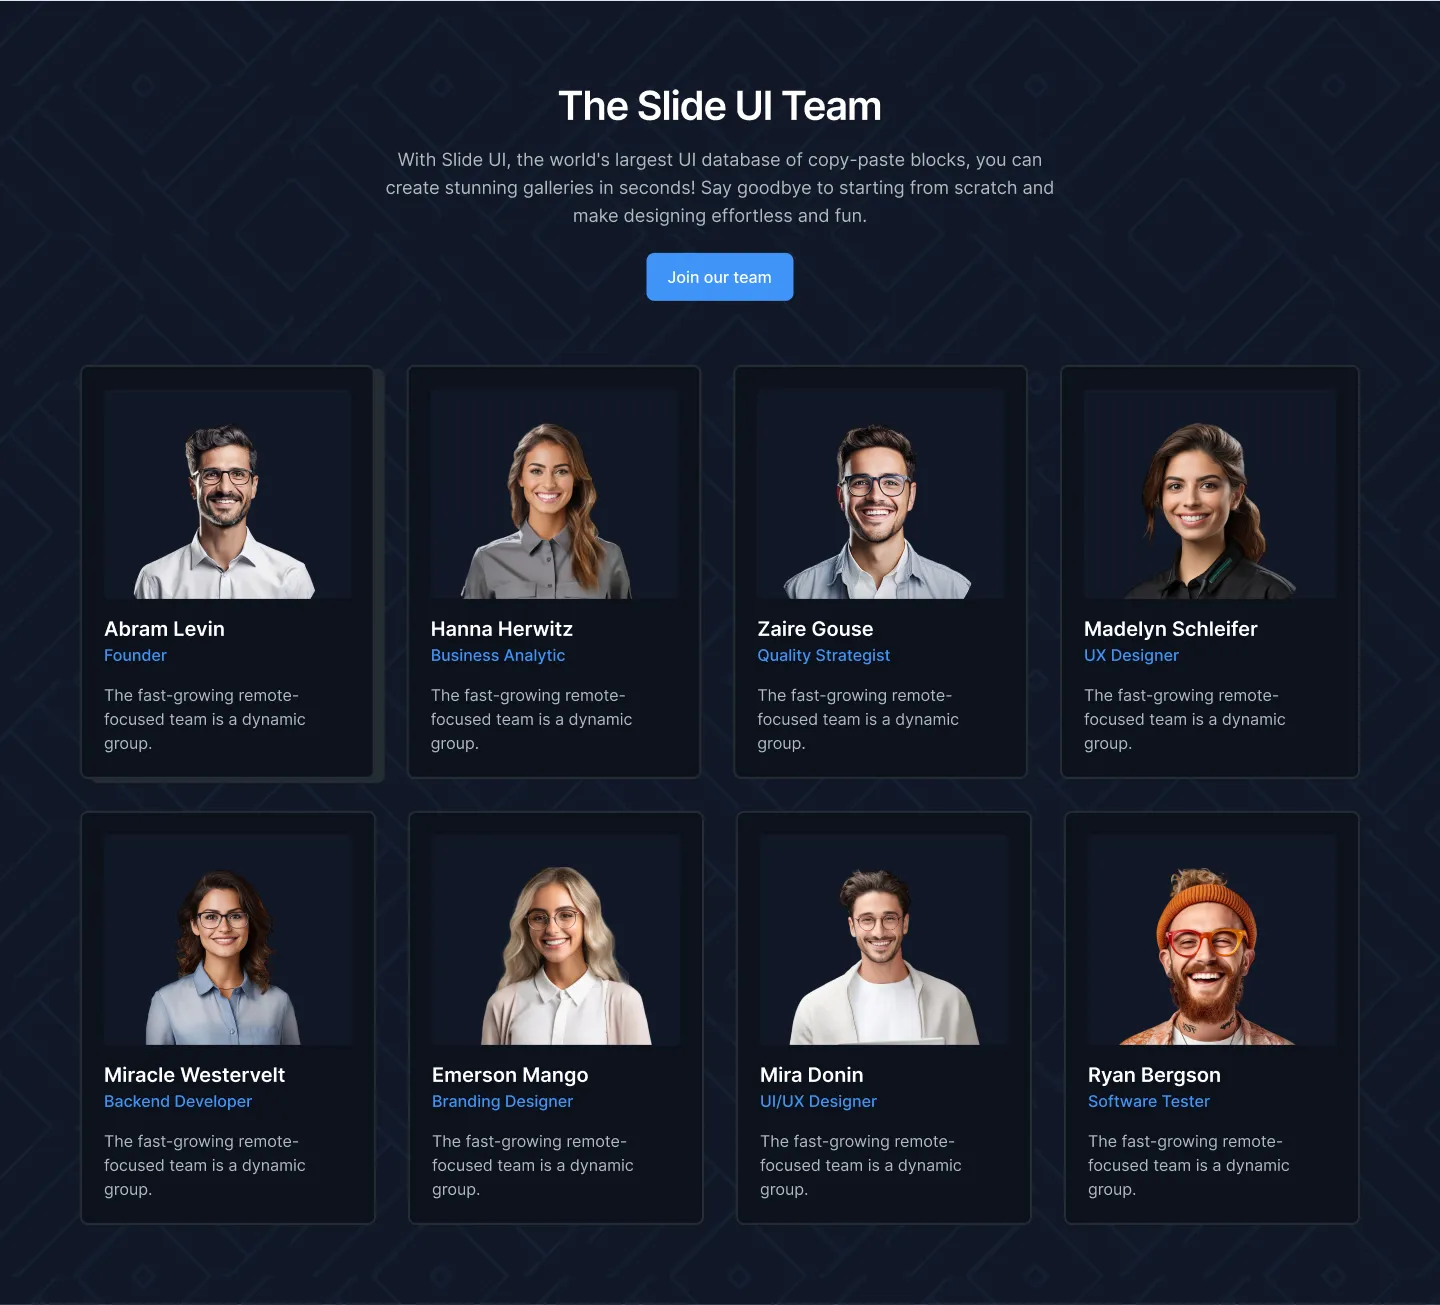 The Slide UI Team
With Slide UI, the world's largest UI database of copy-paste blocks, you can
create stunning galleries in seconds! Say goodbye to starting from scratch and
make designing effortless and fun.
Join our team
Abram Levin
Founder
The fast-growing remote-
focused team is a dynamic
group.
Hanna Herwitz
Business Analytic
The fast-growing remote-
focused team is a dynamic
group.
Zaire Gouse
Quality Strategist
The fast-growing remote-
focused team is a dynamic
group.
Madelyn Schleifer
UX Designer
The fast-growing remote-
focused team is a dynamic
group.
Miracle Westervelt
Backend Developer
The fast-growing remote-
focused team is a dynamic
group.
Emerson Mango
Branding Designer
The fast-growing remote-
focused team is a dynamic
group.
Mira Donin
UI/UX Designer
The fast-growing remote-
focused team is a dynamic
group.
Ryan Bergson
Software Tester
The fast-growing remote-
focused team is a dynamic
group.